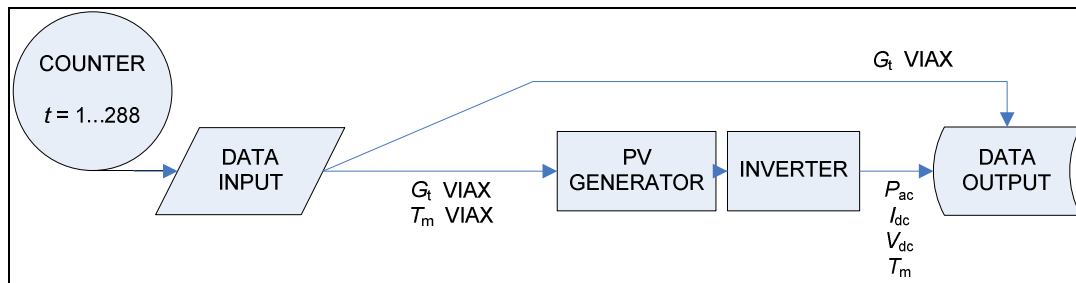 COUNTER
t = 1...288
DATA
INPUT
Gt VIAX
Gt VIAX
Tm VIAX
PV
GENERATOR
INVERTER
Pac
Idc
Vdc
Tm
DATA
OUTPUT